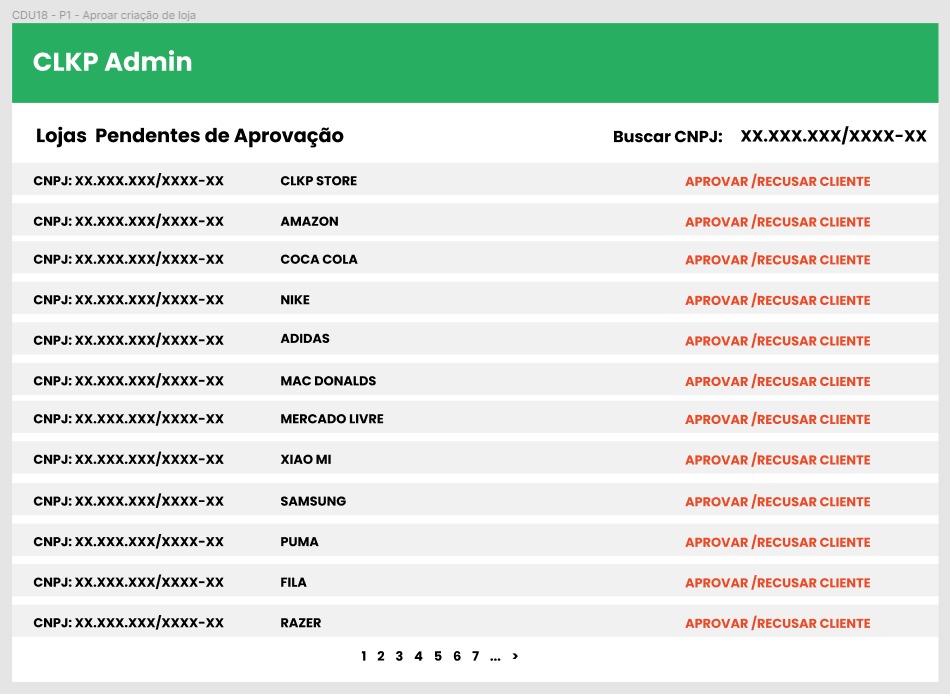 CDU18 - P1 - Aproar criação de loja
CLKP Admin
Lojas Pendentes de Aprovação Buscar CNPJ: XX.XXX.XXX/XXXX-XX
CNPJ: XX.XXX.XXX/XXXX-XX CLKP STORE APROVAR /RECUSAR CLIENTE
CNPJ: XX.XXX.XXX/XXXX-XX AMAZON APROVAR /RECUSAR CLIENTE
CNPJ: XX.XXX.XXX/XXXX-XX COCA COLA APROVAR /RECUSAR CLIENTE
CNPJ: XX.XXX.XXX/XXXX-XX NIKE APROVAR /RECUSAR CLIENTE
CNPJ: XX.XXX.XXX/XXXX-XX ADIDAS APROVAR /RECUSAR CLIENTE
CNPJ: XX.XXX.XXX/XXXX-XX MAC DONALDS APROVAR /RECUSAR CLIENTE
CNPJ: XX.XXX.XXX/XXXX-XX MERCADO LIVRE APROVAR /RECUSAR CLIENTE
CNPJ: XX.XXX.XXX/XXXX-XX XIAO MI APROVAR /RECUSAR CLIENTE
CNPJ: XX.XXX.XXX/XXXX-XX SAMSUNG APROVAR /RECUSAR CLIENTE
CNPJ: XX.XXX.XXX/XXXX-XX PUMA APROVAR /RECUSAR CLIENTE
CNPJ: XX.XXX.XXX/XXXX-XX FILA APROVAR /RECUSAR CLIENTE
CNPJ: XX.XXX.XXX/XXXX-XX RAZER APROVAR /RECUSAR CLIENTE
1 2 3 4 5 6 7 ... >